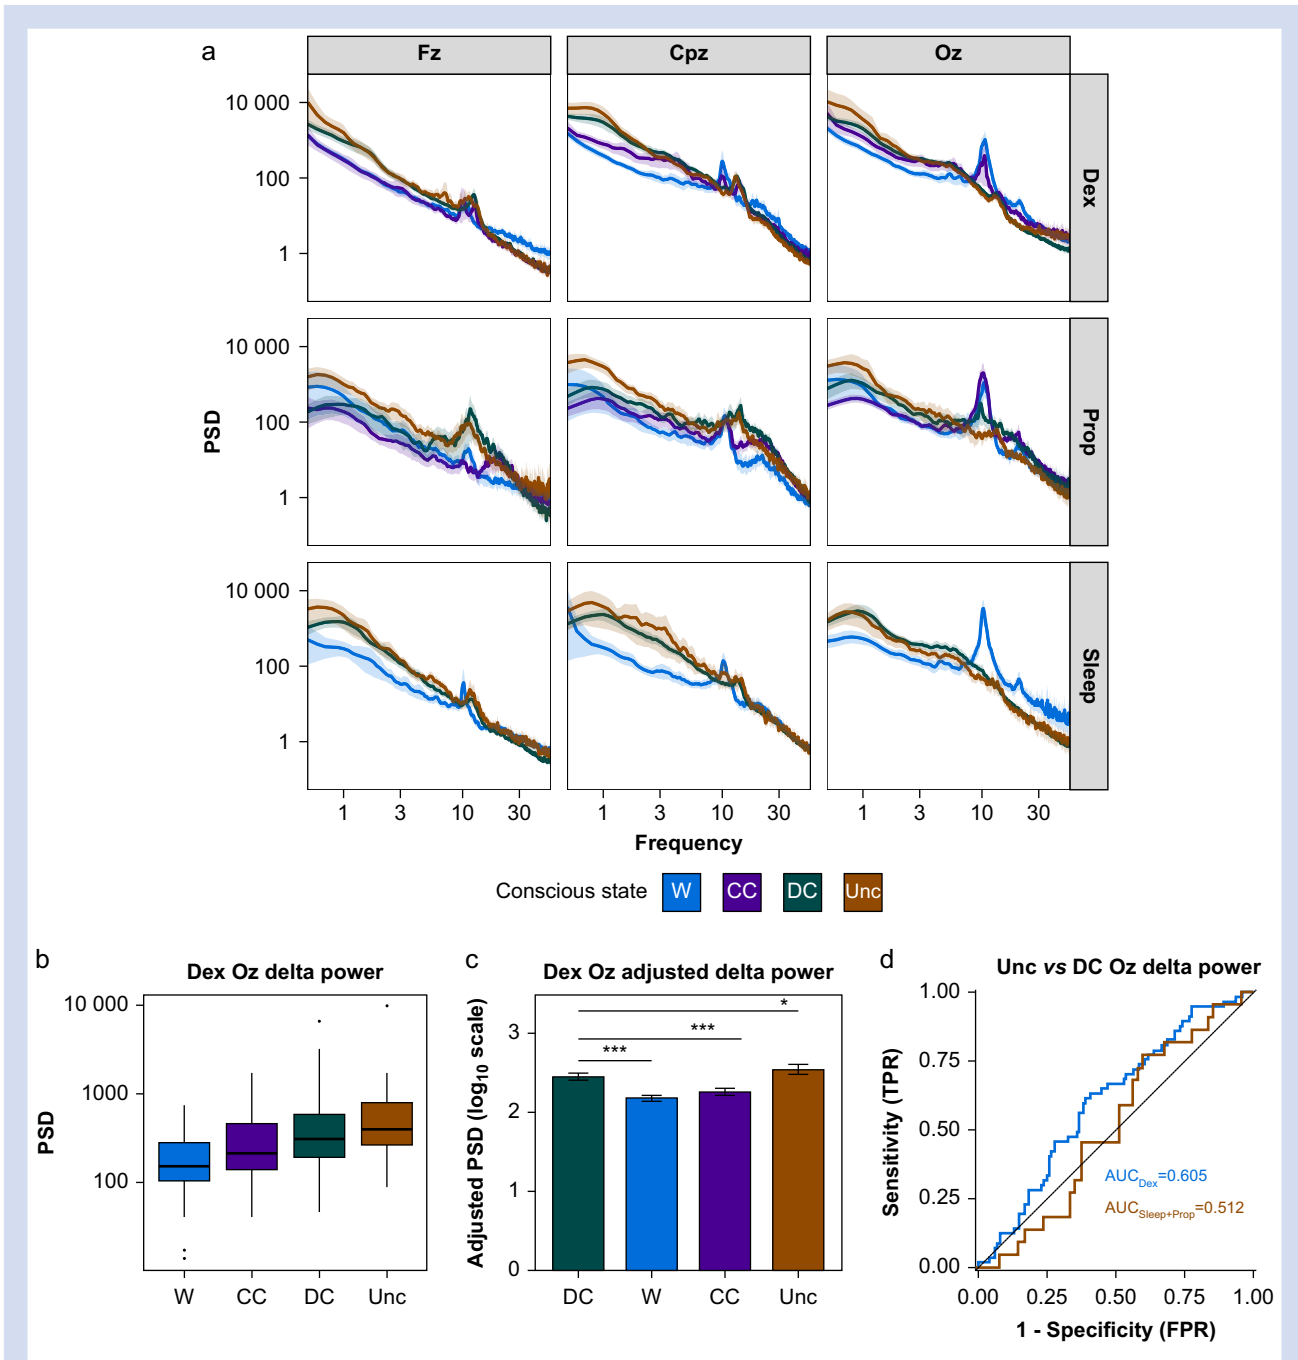 a
Fz Cpz Oz
10 000
100
1
Dex
10 000
100
1
Prop
PSD
10 000
100
1
Sleep
1 3 10 30 1 3 10 30 1 3 10 30
Frequency
Conscious state W CC DC Unc
b
Dex Oz delta power
10 000
1000
100
PSD
W CC DC Unc
c
Dex Oz adjusted delta power
*
***
***
3
2
1
0
Adjusted PSD (log10 scale)
DC W CC Unc
d
Unc vs DC Oz delta power
1.00
0.75
0.50
0.25
0.00
Sensitivity (TPR)
AUCDex=0.605
AUCSleep+Prop=0.512
0.00 0.25 0.50 0.75 1.00
1 - Specificity (FPR)